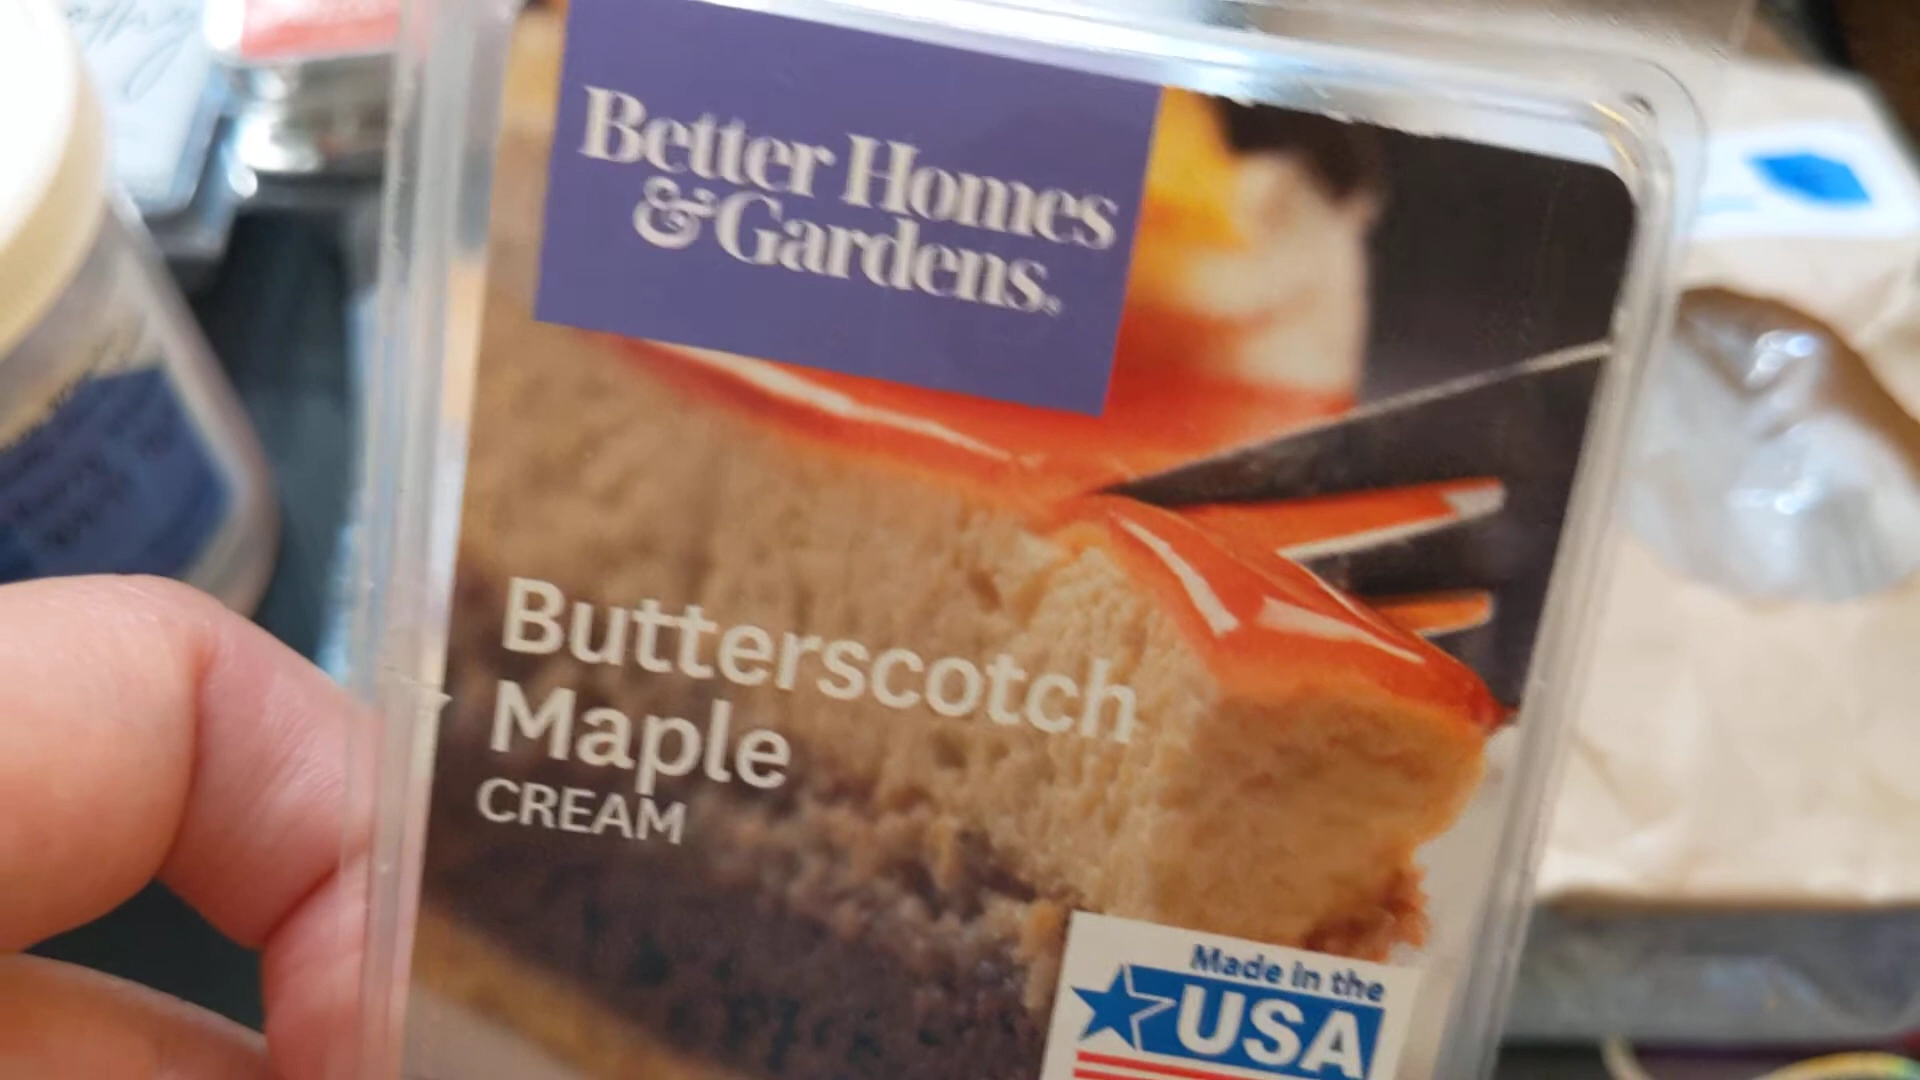 Better Homes
& Gardens®
Butterscotch
Maple
CREAM
Made in the
USA